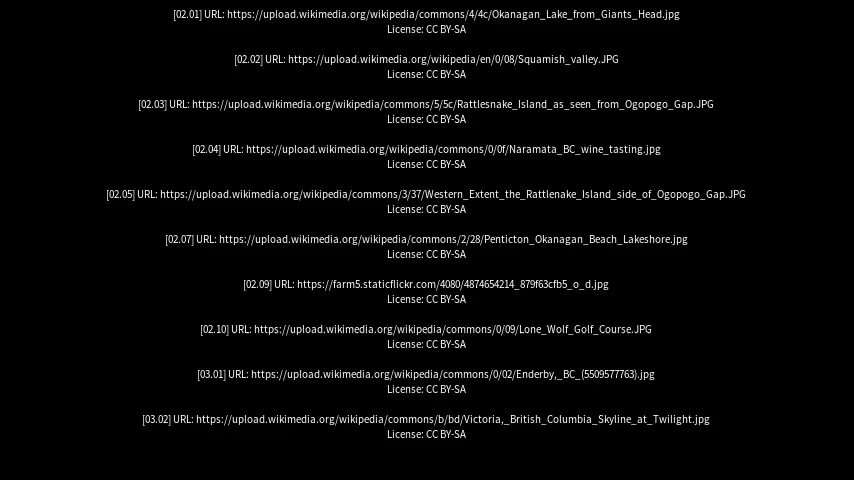 [02.01] URL: https://upload.wikimedia.org/wikipedia/commons/4/4c/Okanagan_Lake_from_Giants_Head.jpg
License: CC BY-SA
[02.02] URL: https://upload.wikimedia.org/wikipedia/en/0/08/Squamish_valley.JPG
License: CC BY-SA
[02.03] URL: https://upload.wikimedia.org/wikipedia/commons/5/5c/Rattlesnake_Island_as_seen_from_Ogopogo_Gap.JPG
License: CC BY-SA
[02.04] URL: https://upload.wikimedia.org/wikipedia/commons/0/0f/Naramata_BC_wine_tasting.jpg
License: CC BY-SA
[02.05] URL: https://upload.wikimedia.org/wikipedia/commons/3/37/Western_Extent_the_Rattlenake_Island_side_of_Ogopogo_Gap.JPG
License: CC BY-SA
[02.07] URL: https://upload.wikimedia.org/wikipedia/commons/2/28/Penticton_Okanagan_Beach_Lakeshore.jpg
License: CC BY-SA
[02.09] URL: https://farm5.staticflickr.com/4080/4874654214_879f63cfb5_o_d.jpg
License: CC BY-SA
[02.10] URL: https://upload.wikimedia.org/wikipedia/commons/0/09/Lone_Wolf_Golf_Course.JPG
License: CC BY-SA
[03.01] URL: https://upload.wikimedia.org/wikipedia/commons/0/02/Enderby,_BC_(5509577763).jpg
License: CC BY-SA
[03.02] URL: https://upload.wikimedia.org/wikipedia/commons/b/bd/Victoria,_British_Columbia_Skyline_at_Twilight.jpg
License: CC BY-SA